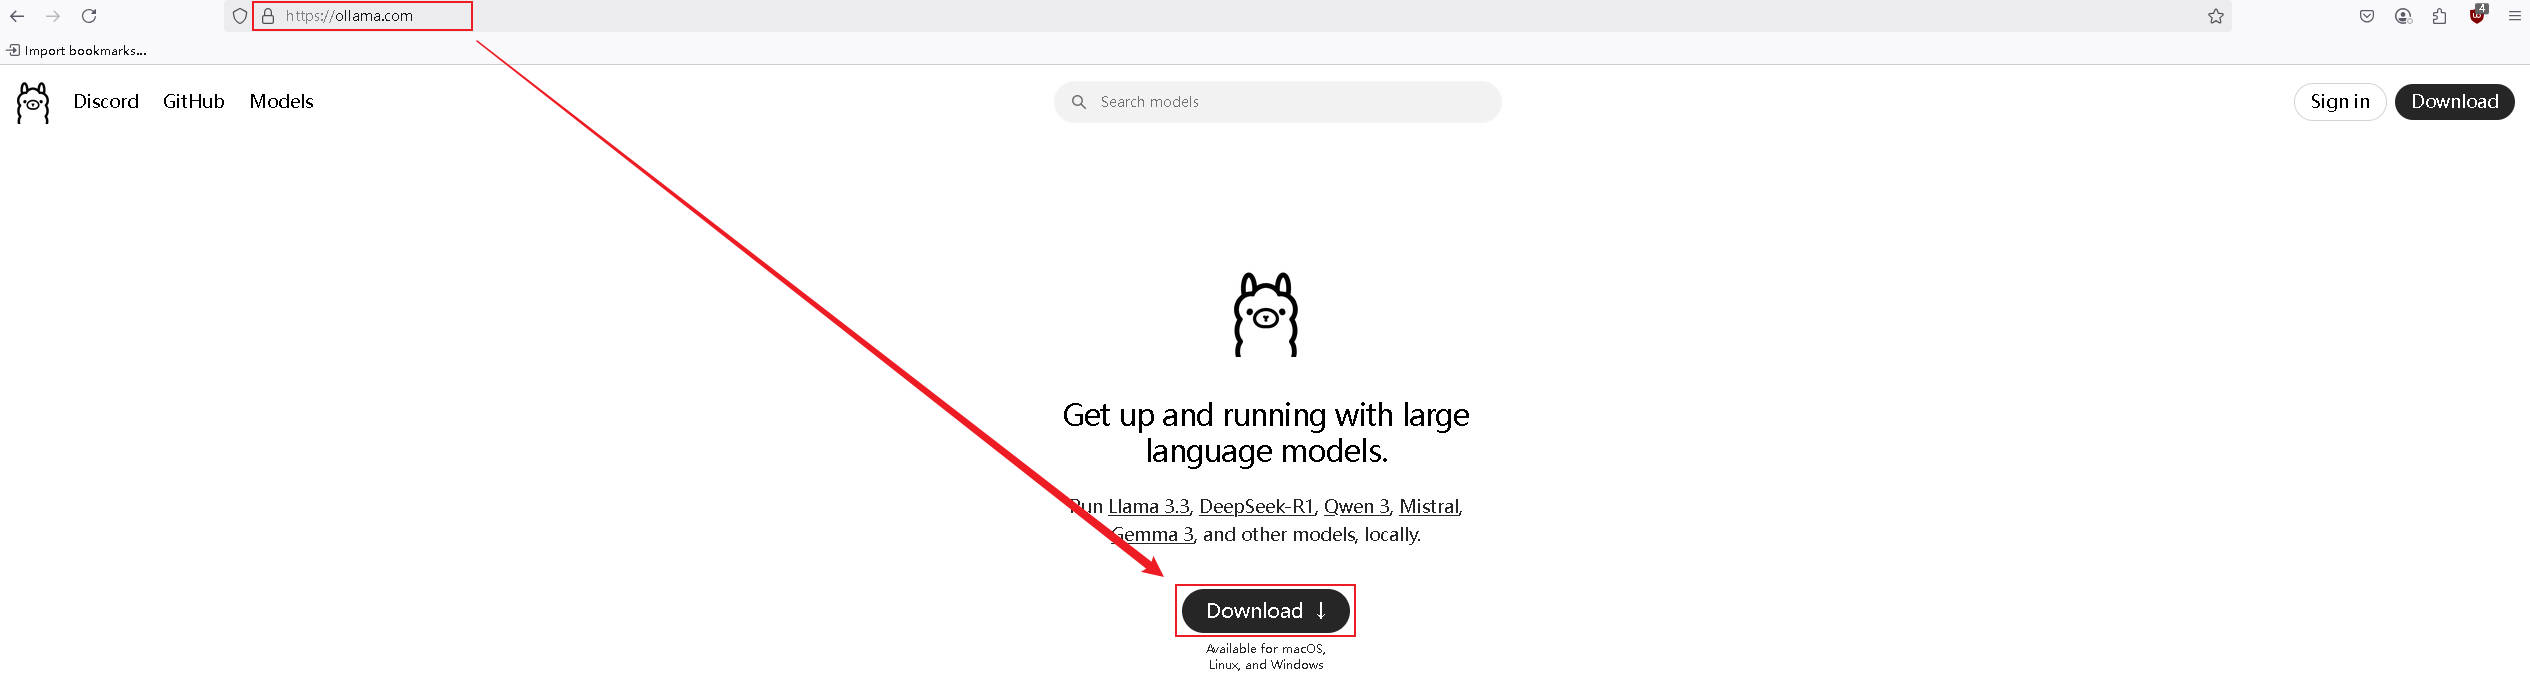 https://ollama.com
4
Import bookmarks...
Discord GitHub Models
Search models
Sign in Download
Get up and running with large
language models.
Run Llama 3.3, DeepSeek-R1, Qwen 3, Mistral,
Gemma 3, and other models, locally.
Download ↓
Available for macOS,
Linux, and Windows